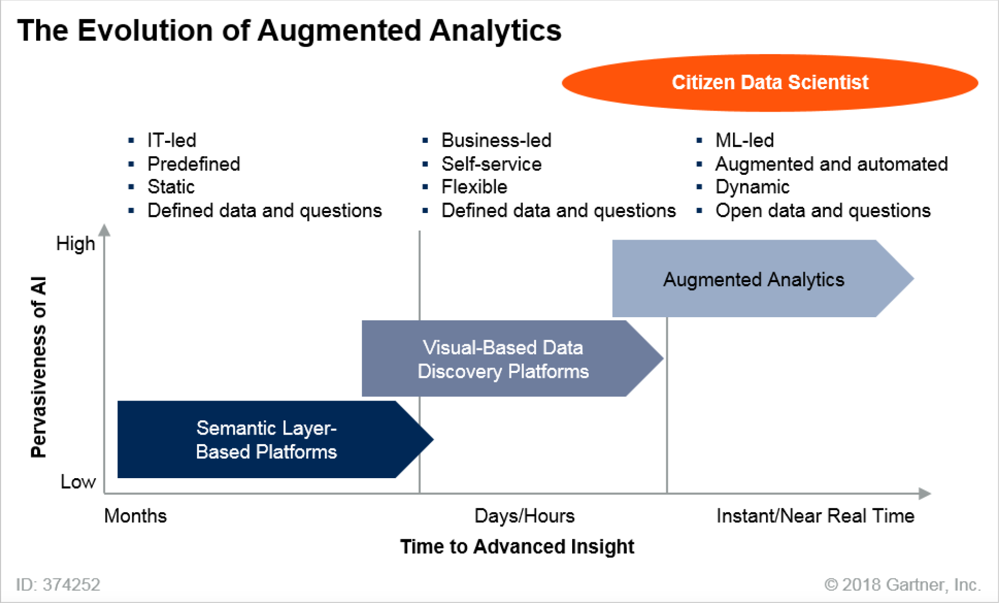 The Evolution of Augmented Analytics
Citizen Data Scientist
IT-led
Predefined
Static
Defined data and questions
Business-led
Self-service
Flexible
Defined data and questions
ML-led
Augmented and automated
Dynamic
Open data and questions
High
Pervasiveness of AI
Low
Augmented Analytics
Visual-Based Data
Discovery Platforms
Semantic Layer-
Based Platforms
Months
Days/Hours
Instant/Near Real Time
Time to Advanced Insight
ID: 374252
© 2018 Gartner, Inc.